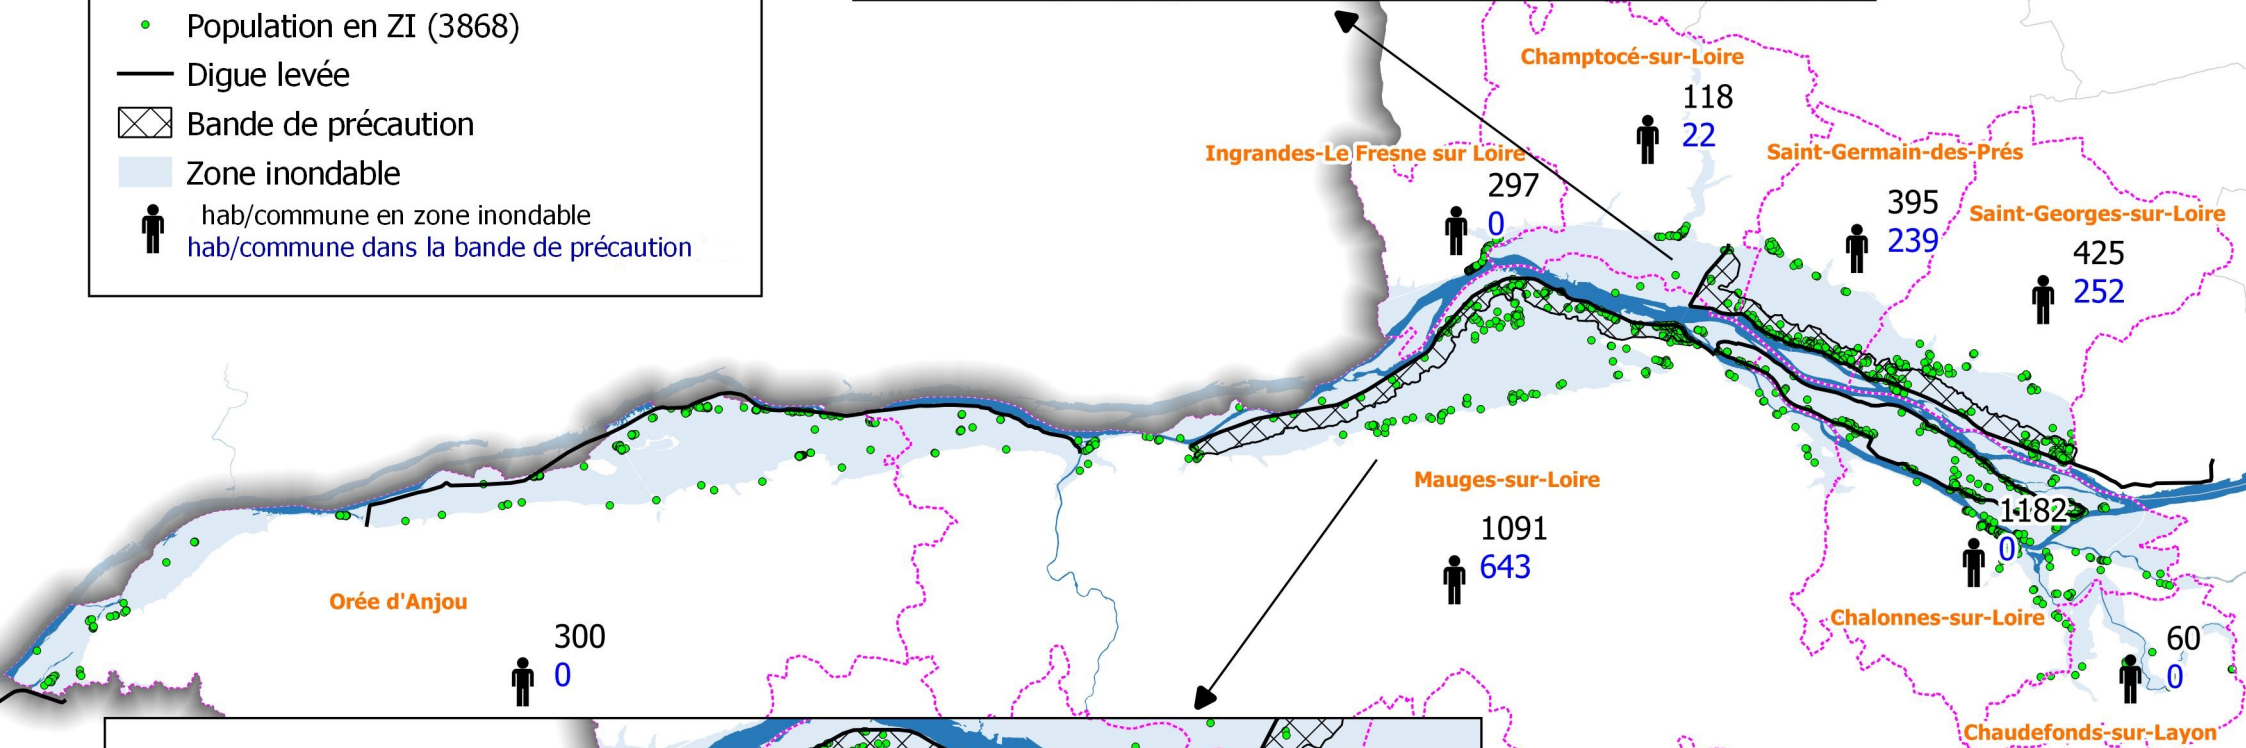 Population en ZI (3868)
Digue levée
Bande de précaution
Zone inondable
hab/commune en zone inondable
hab/commune dans la bande de précaution
Champtocé-sur-Loire
118
22
Ingrandes-Le Fresne sur Loire
297
0
Saint-Germain-des-Prés
395
239
Saint-Georges-sur-Loire
425
252
Mauges-sur-Loire
1091
643
1182
0
Chalonnes-sur-Loire
Orée d'Anjou
300
0
60
0
Chaudefonds-sur-Layon